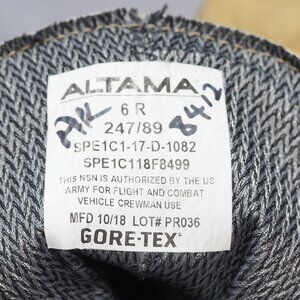 ALTAMA
6 R
247/89
8412
SPE1C1-17-D-1082
SPE1C118F8499
THIS NSN IS AUTHORIZED BY THE US
ARMY FOR FLIGHT AND COMBAT
VEHICLE CREWMAN USE
MFD 10/18 LOT# PR036
GORE-TEX